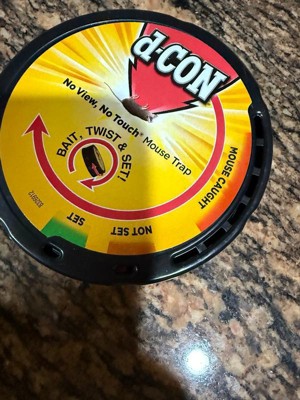 d-CON
No View, No Touch® Mouse Trap
BAIT, TWIST & SET!
MOUSE CAUGHT
NOT SET
SET